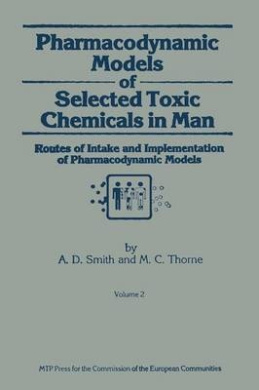 Pharmacodynamic
Models
of
Selected Toxic
Chemicals in Man
Routes of Intake and Implementation
of Pharmacodynamic Models
by
A. D. Smith and M. C. Thorne
Volume 2
MTP Press for the Commission of the European Communities